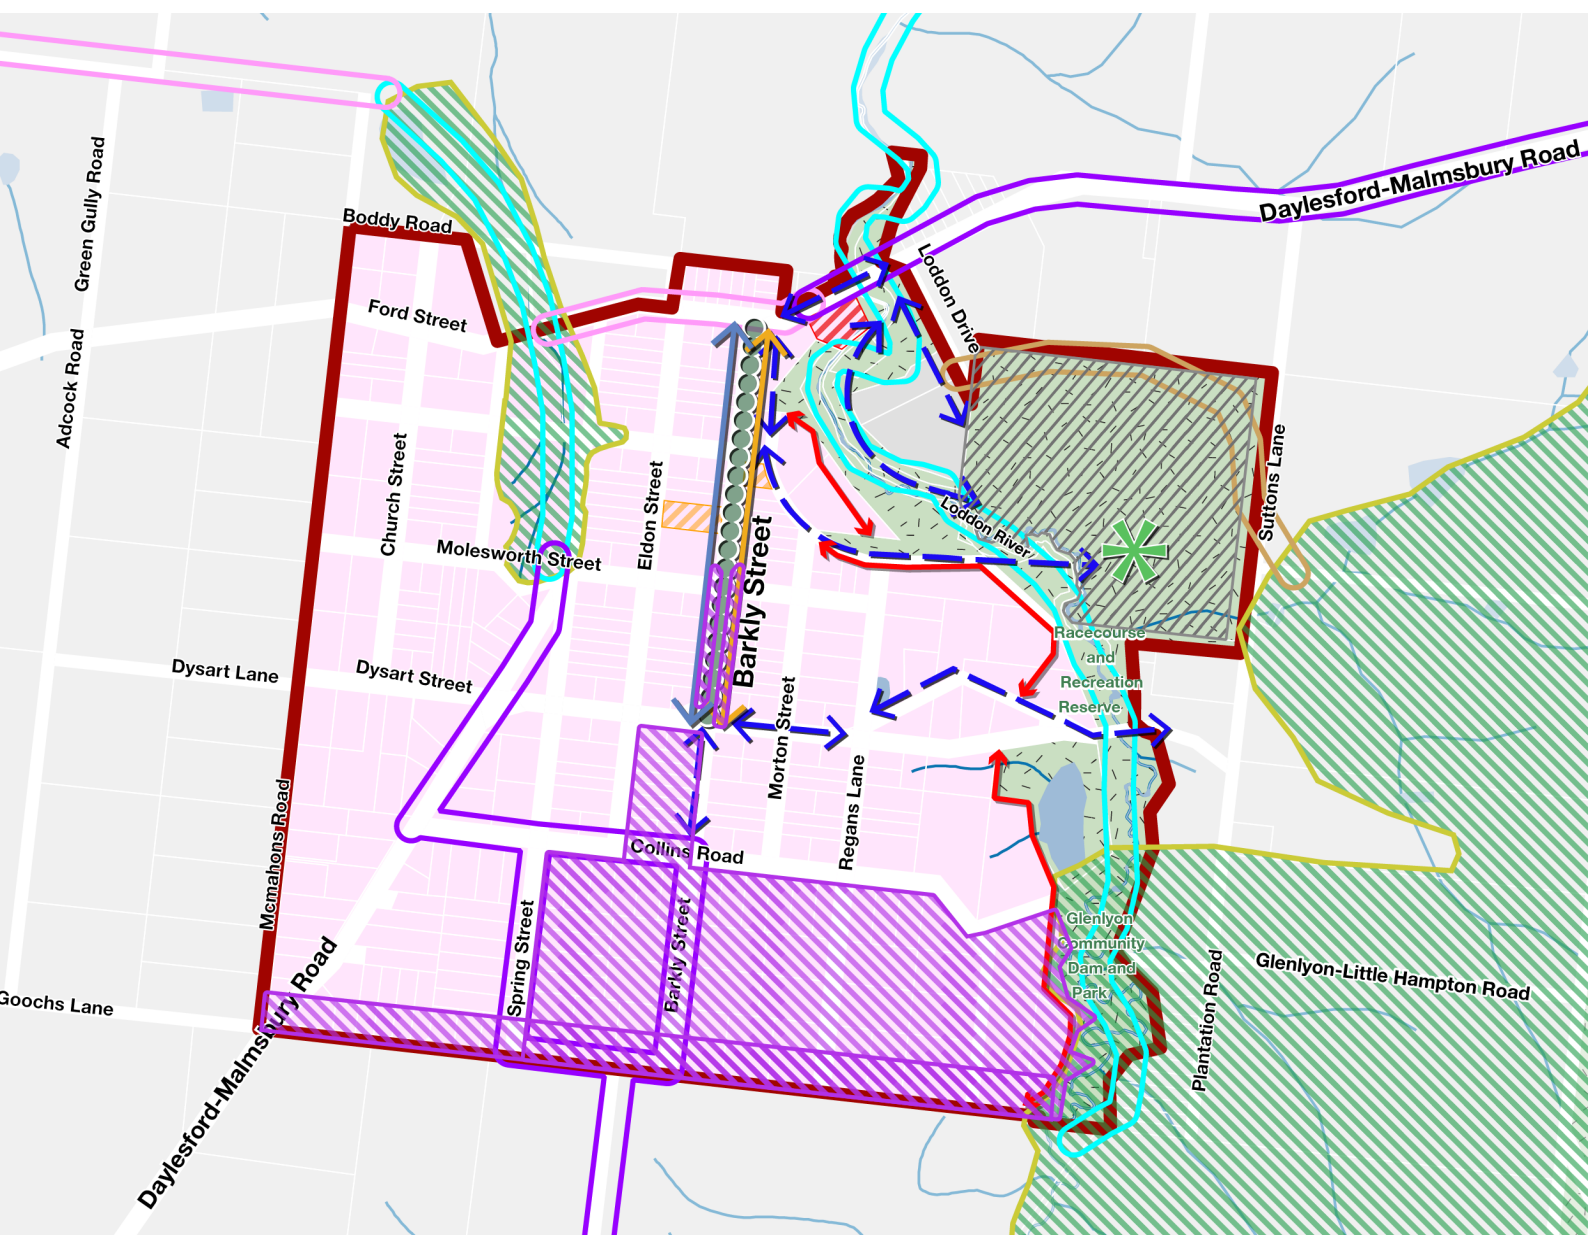 Daylesford-Malmsbury Road
Green Gully Road
Boddy Road
Loddon Drive
Ford Street
Adcock Road
Church Street
Eldon Street
Suttons Lane
Loddon River
Molesworth Street
Barkly Street
Racecourse
and
Recreation
Reserve
Dysart Lane
Dysart Street
Morton Street
Regans Lane
Mcmahons Road
Collins Road
Spring Street
Barkly Street
Glenlyon
Community
Dam and
Park
Plantation Road
Glenlyon-Little Hampton Road
Goochs Lane
Daylesford-Malmsbury Road